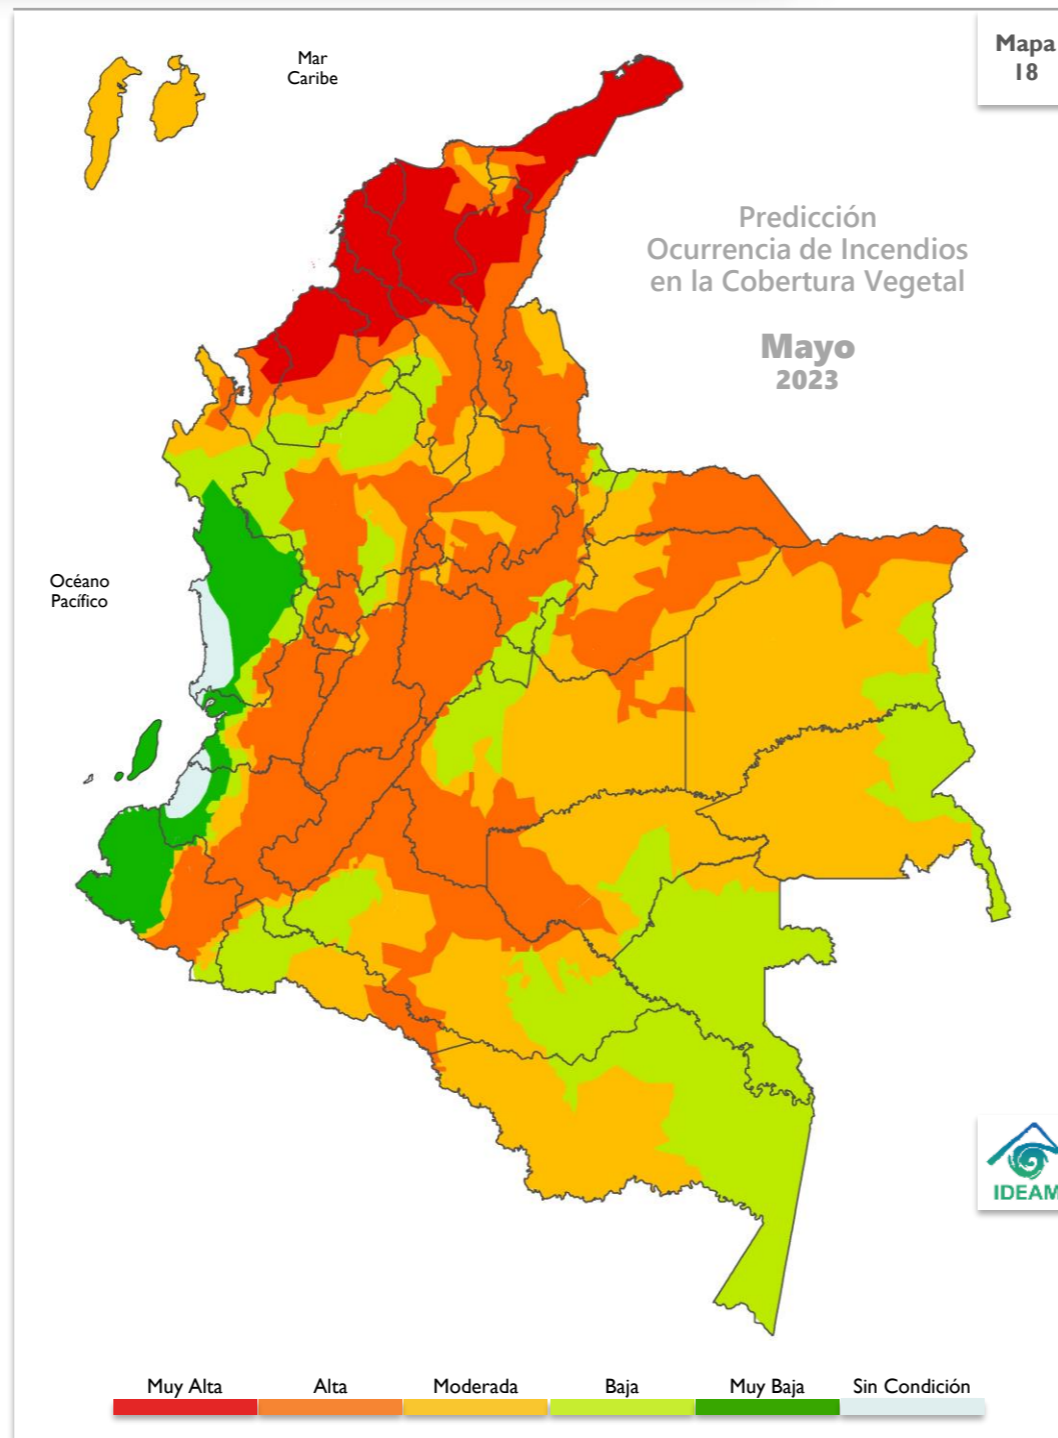 Mapa
18
Mar
Caribe
Predicción
Ocurrencia de Incendios
en la Cobertura Vegetal
Mayo
2023
Océano
Pacífico
IDEAM
Muy Alta
Alta
Moderada
Baja
Muy Baja
Sin Condición